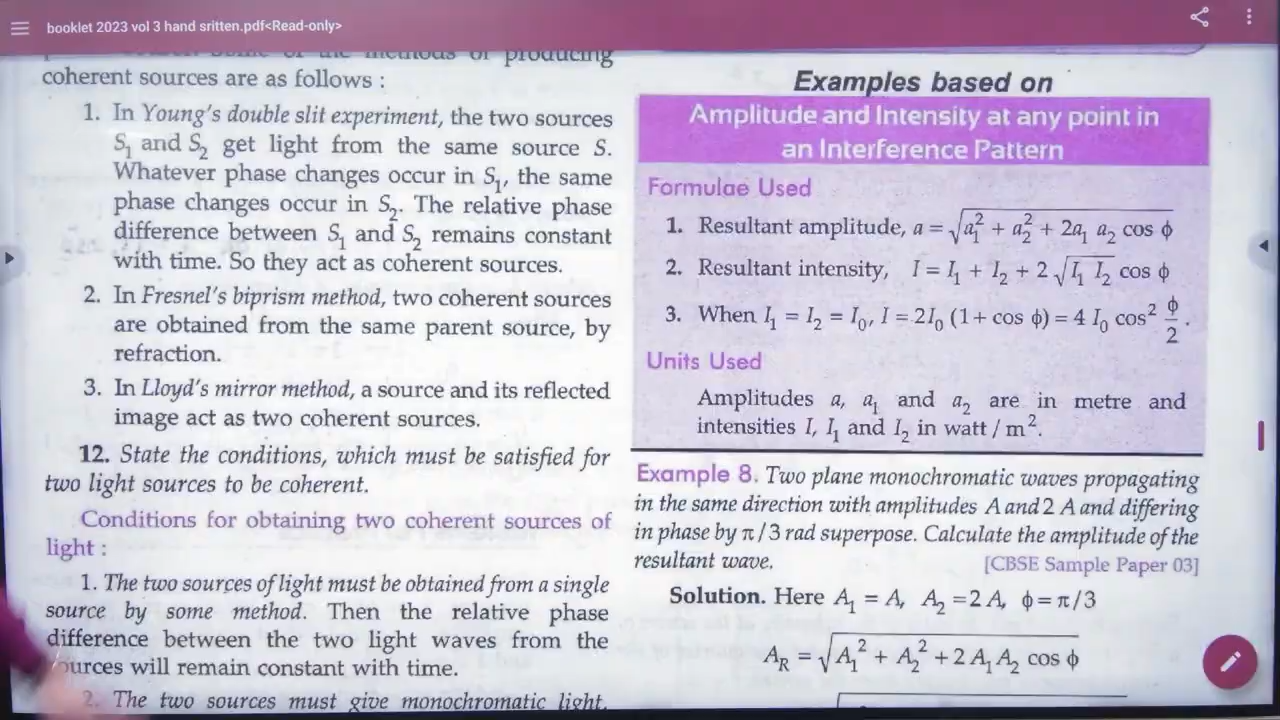 booklet 2023 vol 3 hand sritten.pdf<Read-only>
some of the methods of producing
coherent sources are as follows :
1. In Young's double slit experiment, the two sources
S₁ and S₂ get light from the same source S.
Whatever phase changes occur in S₁, the same
phase changes occur in S₂. The relative phase
difference between S₁ and S₂ remains constant
with time. So they act as coherent sources.
2. In Fresnel's biprism method, two coherent sources
are obtained from the same parent source, by
refraction.
3. In Lloyd's mirror method, a source and its reflected
image act as two coherent sources.
12. State the conditions, which must be satisfied for
two light sources to be coherent.
Conditions for obtaining two coherent sources of
light :
1. The two sources of light must be obtained from a single
source by some method. Then the relative phase
difference between the two light waves from the
sources will remain constant with time.
2. The two sources must give monochromatic light.
Examples based on
Amplitude and Intensity at any point in
an Interference Pattern
Formulae Used
1. Resultant amplitude, a = √(a₁² + a₂² + 2a₁ a₂ cos ϕ)
2. Resultant intensity, I = I₁ + I₂ + 2 √(I₁ I₂) cos ϕ
3. When I₁ = I₂ = I₀, I = 2I₀ (1 + cos ϕ) = 4 I₀ cos² ϕ/2 .
Units Used
Amplitudes a, a₁ and a₂ are in metre and
intensities I, I₁ and I₂ in watt / m².
Example 8. Two plane monochromatic waves propagating
in the same direction with amplitudes A and 2 A and differing
in phase by π / 3 rad superpose. Calculate the amplitude of the
resultant wave. [CBSE Sample Paper 03]
Solution. Here A₁ = A, A₂ = 2 A, ϕ = π / 3
A_R = √(A₁² + A₂² + 2 A₁ A₂ cos ϕ)